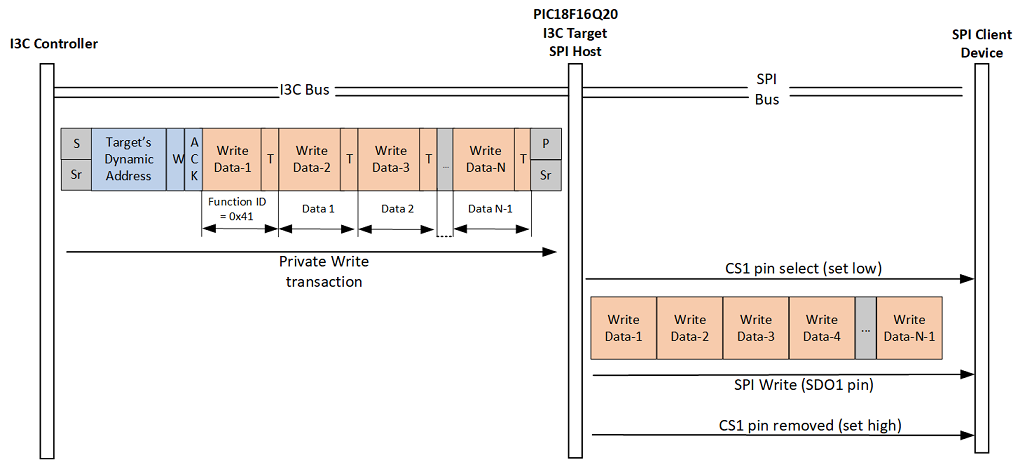 PIC18F16Q20
I3C Target
SPI Host
I3C Controller
SPI Client
Device
I3C Bus
SPI
Bus
S
Sr
Target's
Dynamic
Address
W
A
C
K
Write
Data-1
T
Write
Data-2
T
Write
Data-3
T
...
Write
Data-N
T
P
Sr
Function ID
= 0x41
Data 1
Data 2
Data N-1
Private Write
transaction
CS1 pin select (set low)
Write
Data-1
Write
Data-2
Write
Data-3
Write
Data-4
...
Write
Data-N-1
SPI Write (SDO1 pin)
CS1 pin removed (set high)